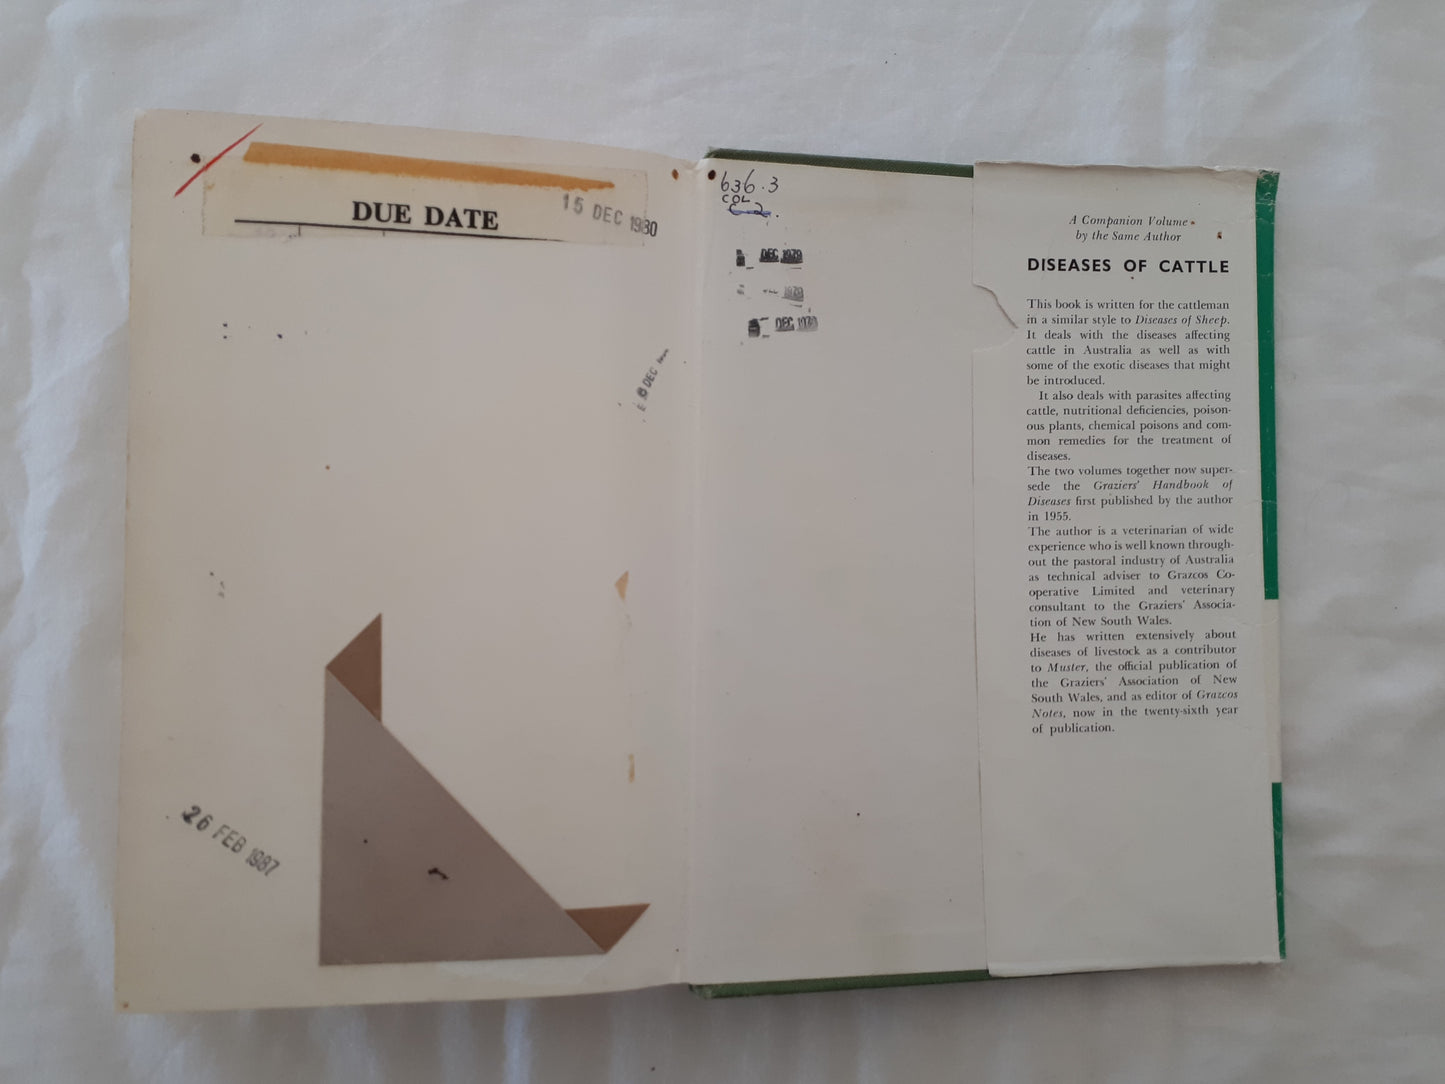 DUE DATE
15 DEC 1980
DEC
26 FEB 1987
636.3
COL
C2.
DEC 1979
DEC
A Companion Volume
by the Same Author
DISEASES OF CATTLE
This book is written for the cattleman
in a similar style to Diseases of Sheep.
It deals with the diseases affecting
cattle in Australia as well as with
some of the exotic diseases that might
be introduced.
It also deals with parasites affecting
cattle, nutritional deficiencies, poison-
ous plants, chemical poisons and com-
mon remedies for the treatment of
diseases.
The two volumes together now super-
sede the Graziers' Handbook of
Diseases first published by the author
in 1955.
The author is a veterinarian of wide
experience who is well known through-
out the pastoral industry of Australia
as technical adviser to Grazcos Co-
operative Limited and veterinary
consultant to the Graziers' Associa-
tion of New South Wales.
He has written extensively about
diseases of livestock as a contributor
to Muster, the official publication of
the Graziers' Association of New
South Wales, and as editor of Grazcos
Notes, now in the twenty-sixth year
of publication.